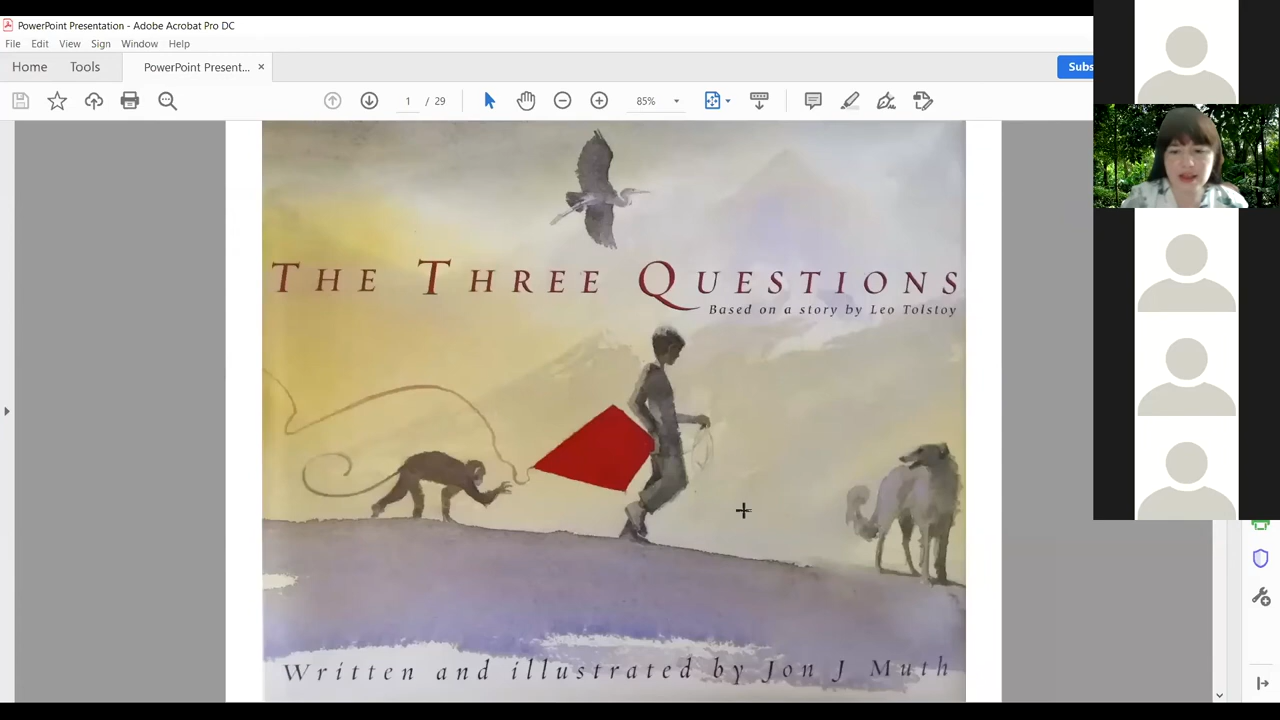 PowerPoint Presentation - Adobe Acrobat Pro DC
File Edit View Sign Window Help
Home Tools PowerPoint Present... × Subs
1 / 29 85%
THE THREE QUESTIONS
Based on a story by Leo Tolstoy
Written and illustrated by Jon J Muth